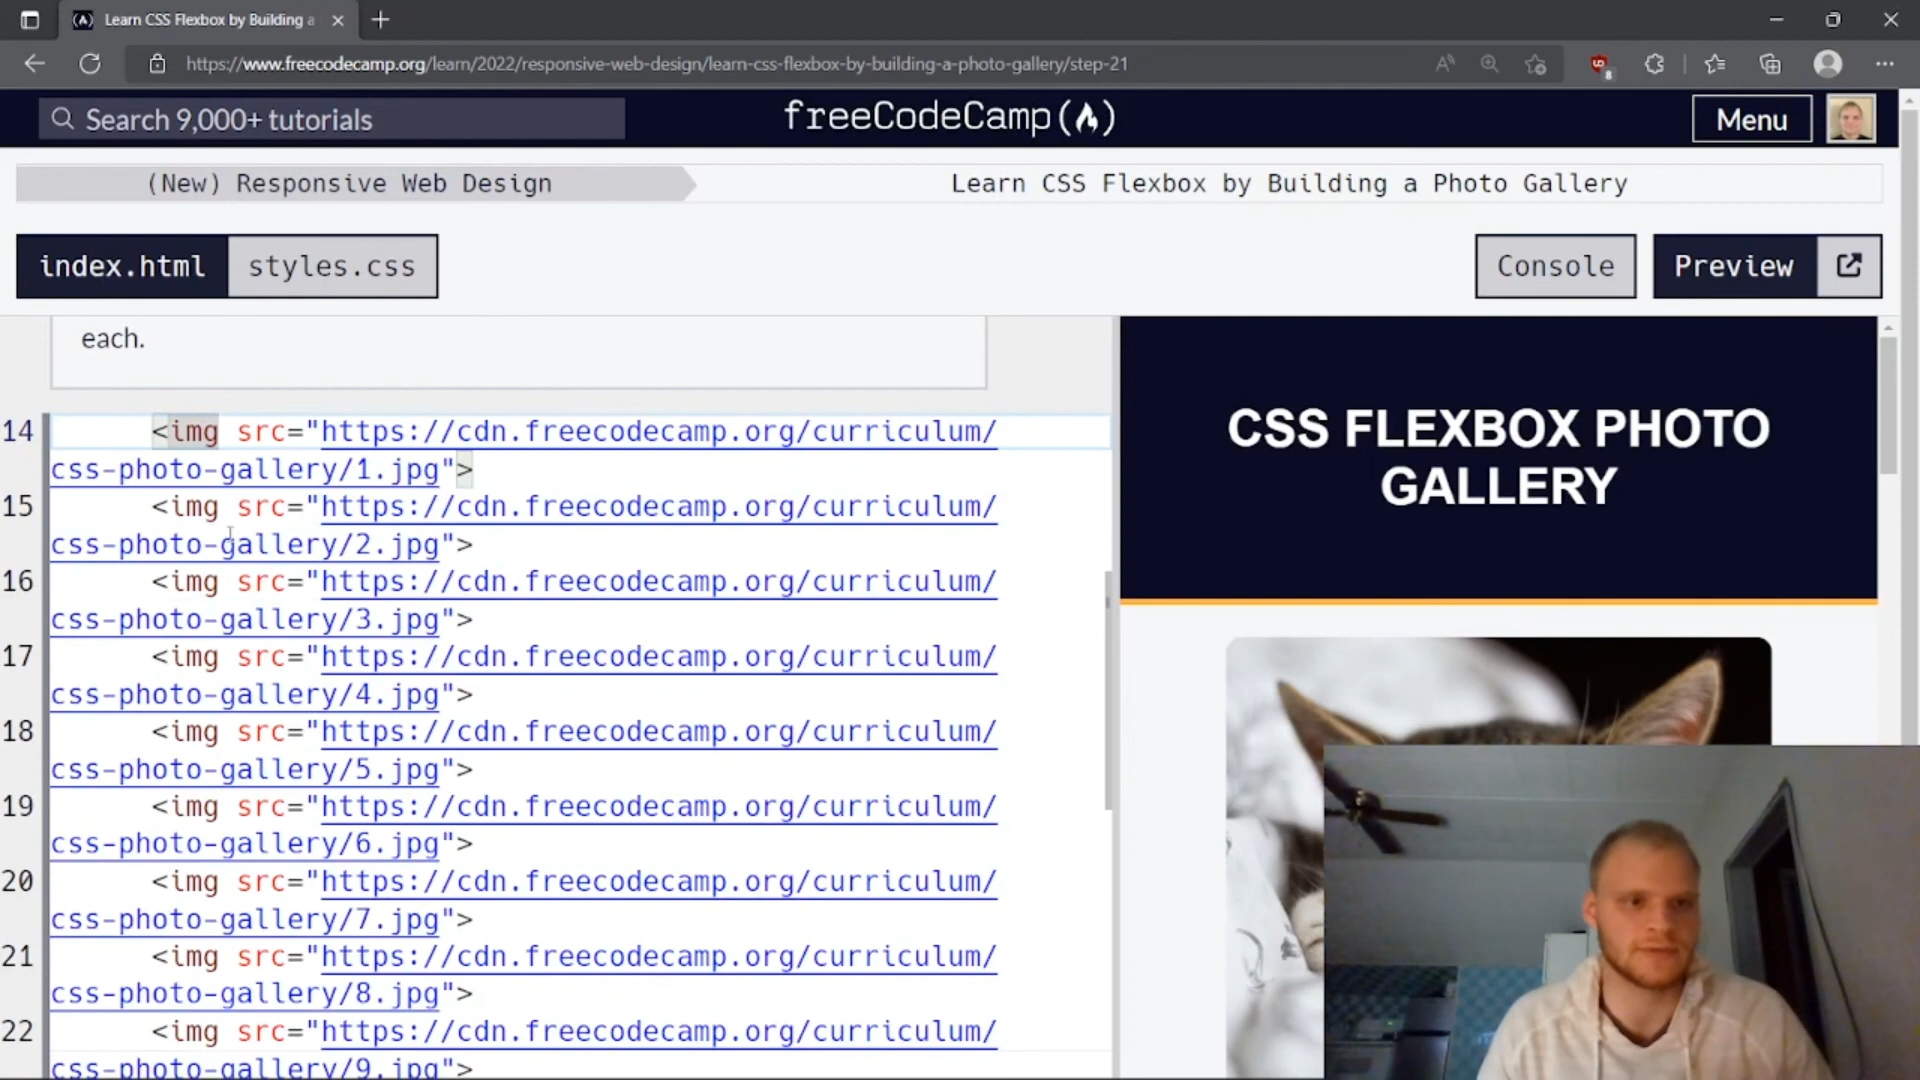 Learn CSS Flexbox by Building a
https://www.freecodecamp.org/learn/2022/responsive-web-design/learn-css-flexbox-by-building-a-photo-gallery/step-21
8
Search 9,000+ tutorials
freeCodeCamp(🔥)
Menu
(New) Responsive Web Design
Learn CSS Flexbox by Building a Photo Gallery
index.html
styles.css
Console
Preview
each.
14 <img src="https://cdn.freecodecamp.org/curriculum/
css-photo-gallery/1.jpg">
15 <img src="https://cdn.freecodecamp.org/curriculum/
css-photo-gallery/2.jpg">
16 <img src="https://cdn.freecodecamp.org/curriculum/
css-photo-gallery/3.jpg">
17 <img src="https://cdn.freecodecamp.org/curriculum/
css-photo-gallery/4.jpg">
18 <img src="https://cdn.freecodecamp.org/curriculum/
css-photo-gallery/5.jpg">
19 <img src="https://cdn.freecodecamp.org/curriculum/
css-photo-gallery/6.jpg">
20 <img src="https://cdn.freecodecamp.org/curriculum/
css-photo-gallery/7.jpg">
21 <img src="https://cdn.freecodecamp.org/curriculum/
css-photo-gallery/8.jpg">
22 <img src="https://cdn.freecodecamp.org/curriculum/
css-photo-gallery/9.jpg">
CSS FLEXBOX PHOTO
GALLERY